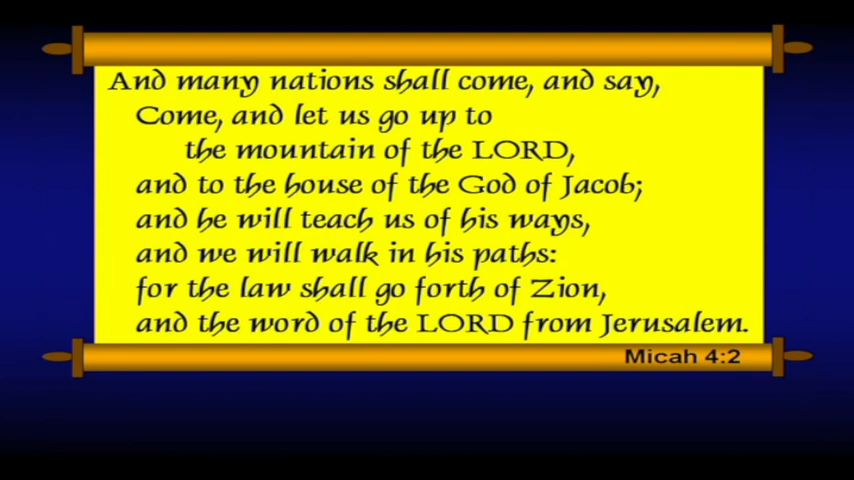 And many nations shall come, and say,
Come, and let us go up to
the mountain of the LORD,
and to the house of the God of Jacob;
and he will teach us of his ways,
and we will walk in his paths:
for the law shall go forth of Zion,
and the word of the LORD from Jerusalem.
Micah 4:2